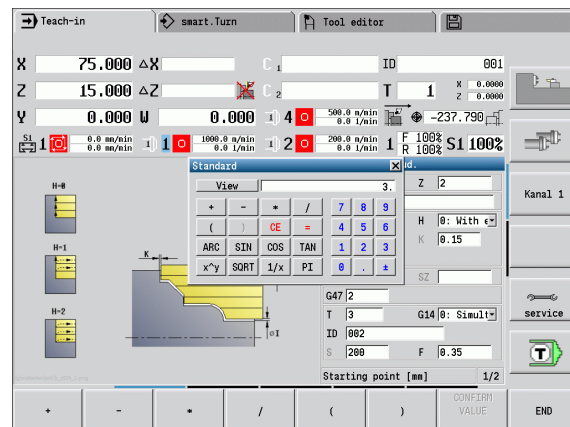 Teach-in smart.Turn Tool editor
X 75.000 ΔX C 1 ID 001
Z 15.000 ΔZ C 2 T 1 X 0.0000 Z 0.0000
Y 0.000 W 0.000 4 500.0 m/min 0.0 1/min -237.790
S1 1 0.0 mm/min 0.0 mm/min 1 1000.0 m/min 0.0 1/min 2 200.0 m/min 0.0 1/min 1 F 100% R 100% S1 100%
Standard X d.
View 3.
+ - * / 7 8 9
( ) CE = 4 5 6
ARC SIN COS TAN 1 2 3
x^y SQRT 1/x PI 0 . ±
Z 2
H 0: With e
K 0.15
SZ
G47 2
T 3 G14 0: Simult
ID 002
S 200 F 0.35
Starting point [mm] 1/2
H-0
H-1
H-2
K
øI
Kanal 1
service
T
+ - * / ( ) CONFIRM VALUE END